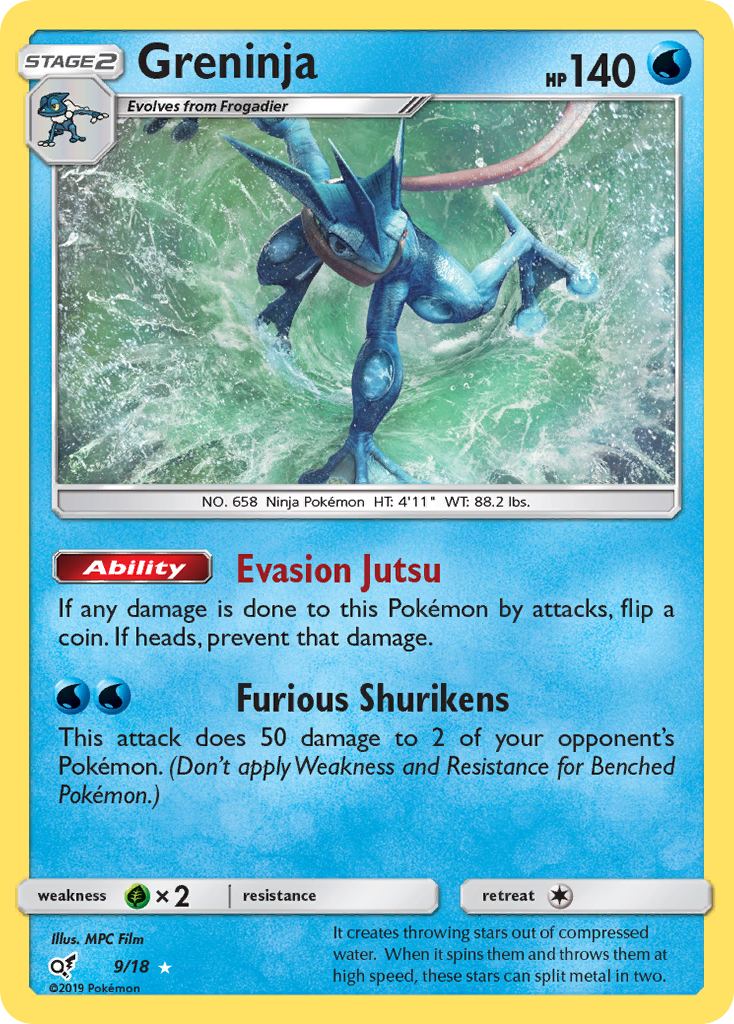 STAGE2
Greninja
HP 140
Evolves from Frogadier
NO. 658 Ninja Pokémon HT: 4'11" WT: 88.2 lbs.
Ability Evasion Jutsu
If any damage is done to this Pokémon by attacks, flip a
coin. If heads, prevent that damage.
Furious Shurikens
This attack does 50 damage to 2 of your opponent's
Pokémon. (Don't apply Weakness and Resistance for Benched
Pokémon.)
weakness × 2 resistance retreat
Illus. MPC Film
9/18
©2019 Pokémon
It creates throwing stars out of compressed
water. When it spins them and throws them at
high speed, these stars can split metal in two.